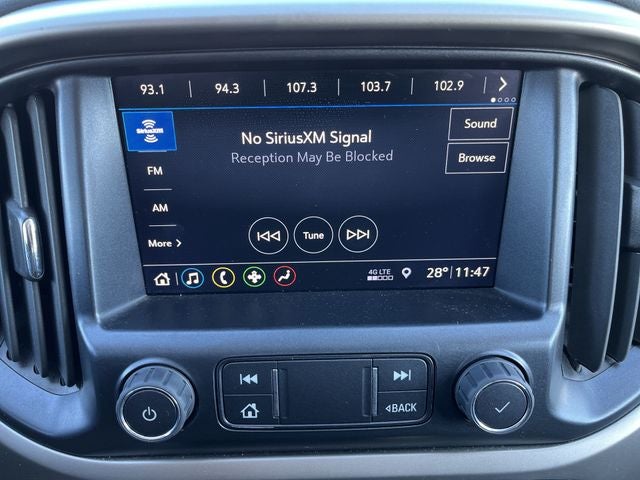 93.1 94.3 107.3 103.7 102.9
SiriusXM
No SiriusXM Signal
Reception May Be Blocked
Sound
Browse
FM
AM
More
Tune
4G LTE
28° 11:47
BACK